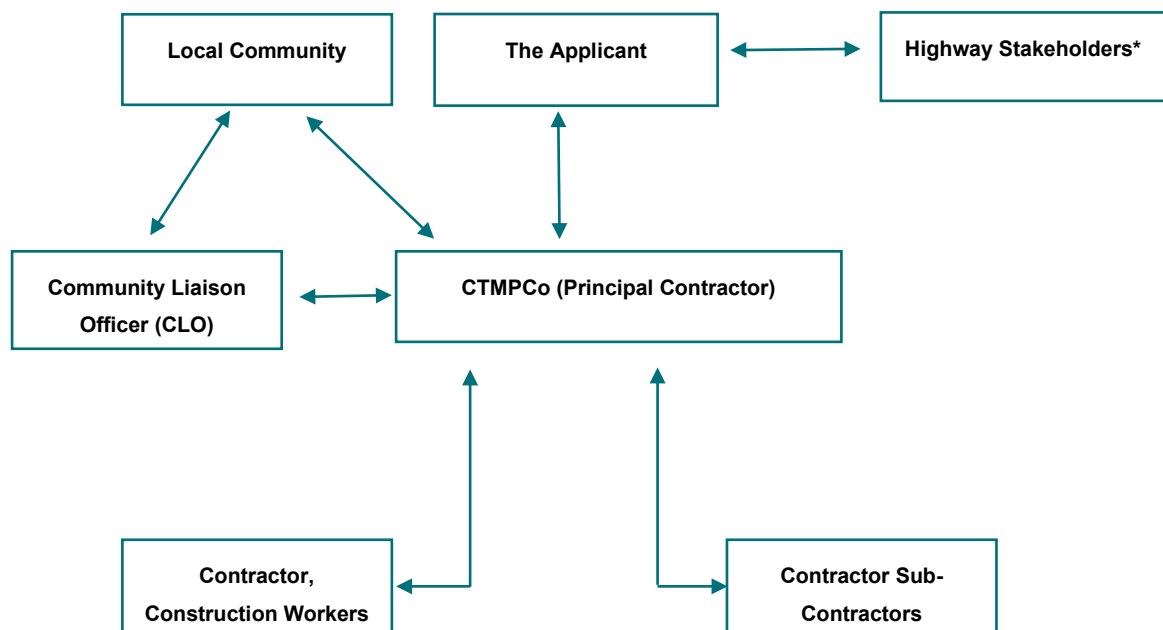 Local Community
The Applicant
Highway Stakeholders*
Community Liaison
Officer (CLO)
CTMPCo (Principal Contractor)
Contractor,
Construction Workers
Contractor Sub-
Contractors